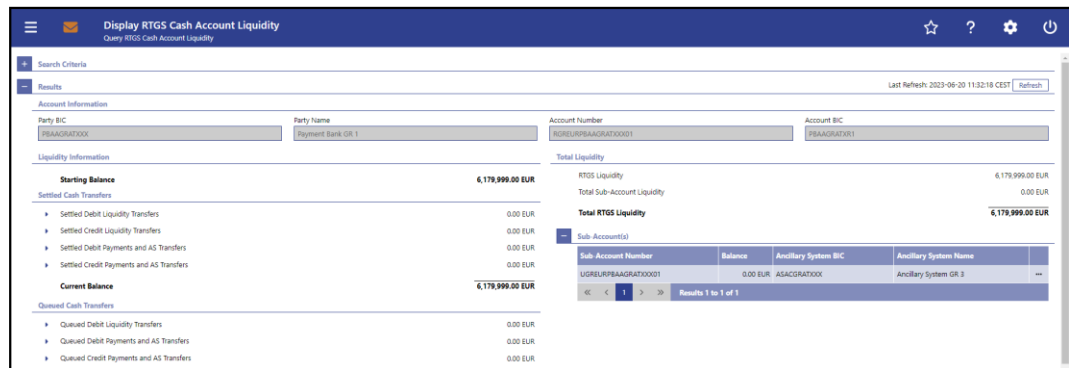 Display RTGS Cash Account Liquidity
Query RTGS Cash Account Liquidity
Search Criteria
Results
Last Refresh: 2023-06-20 11:32:18 CEST Refresh
Account Information
Party BIC Party Name Account Number Account BIC
PBAAGRATXXX Payment Bank GR 1 RGREURPBAAGRATXXX01 PBAAGRATXR1
Liquidity Information
Starting Balance 6,179,999.00 EUR
Settled Cash Transfers
Settled Debit Liquidity Transfers 0.00 EUR
Settled Credit Liquidity Transfers 0.00 EUR
Settled Debit Payments and AS Transfers 0.00 EUR
Settled Credit Payments and AS Transfers 0.00 EUR
Current Balance 6,179,999.00 EUR
Queued Cash Transfers
Queued Debit Liquidity Transfers 0.00 EUR
Queued Debit Payments and AS Transfers 0.00 EUR
Queued Credit Payments and AS Transfers 0.00 EUR
Total Liquidity
RTGS Liquidity 6,179,999.00 EUR
Total Sub-Account Liquidity 0.00 EUR
Total RTGS Liquidity 6,179,999.00 EUR
Sub-Account(s)
Sub-Account Number Balance Ancillary System BIC Ancillary System Name
UGREURPBAAGRATXXX01 0.00 EUR ASACGRATXXX Ancillary System GR 3
1 Results 1 to 1 of 1